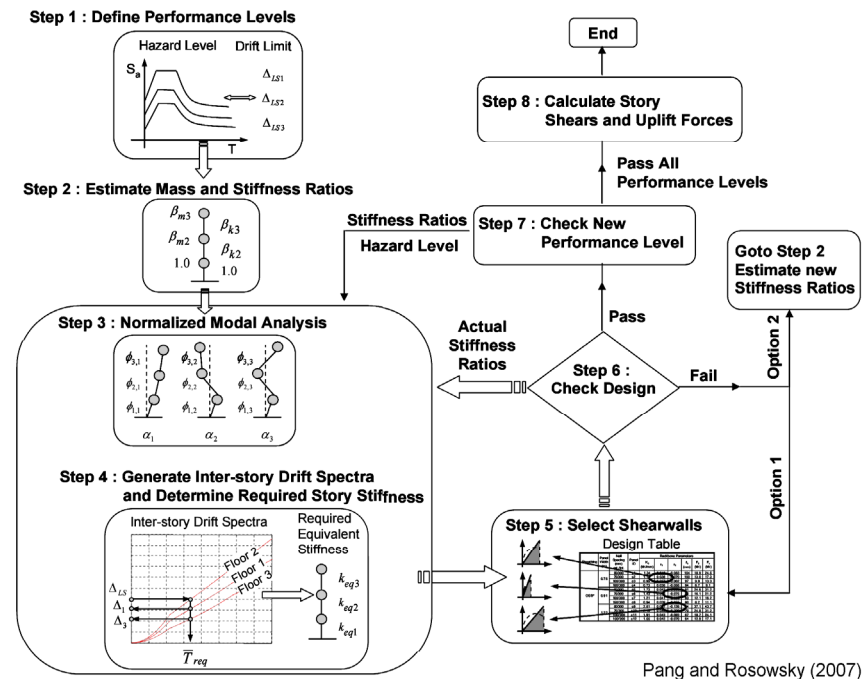 Step 1 : Define Performance Levels
Hazard Level Drift Limit
Sa
ΔLS1
ΔLS2
ΔLS3
T
Step 2 : Estimate Mass and Stiffness Ratios
βm3
βk3
βm2
βk2
1.0
1.0
Step 3 : Normalized Modal Analysis
ϕ3,1 ϕ3,2 ϕ3,3
ϕ2,1 ϕ2,2 ϕ2,3
ϕ1,1 ϕ1,2 ϕ1,3
α1 α2 α3
Step 4 : Generate Inter-story Drift Spectra
and Determine Required Story Stiffness
Inter-story Drift Spectra
Required
Equivalent
Stiffness
Floor 2
Floor 1
Floor 3
ΔLS
Δ1
Δ3
T̅req
keq3
keq2
keq1
Step 5 : Select Shearwalls
Design Table
Step 6 :
Check Design
Pass
Fail
Actual
Stiffness
Ratios
Option 1
Option 2
Goto Step 2
Estimate new
Stiffness Ratios
Step 7 : Check New
Performance Level
Stiffness Ratios
Hazard Level
Pass All
Performance Levels
Step 8 : Calculate Story
Shears and Uplift Forces
End
Pang and Rosowsky (2007)